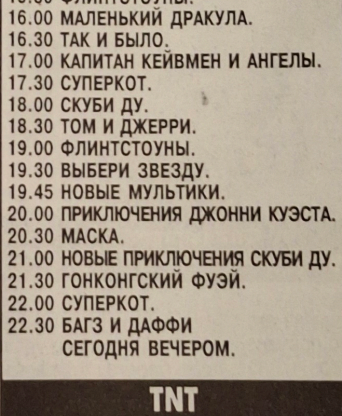 ФЛИНТСТОУНЫ.
16.00 МАЛЕНЬКИЙ ДРАКУЛА.
16.30 ТАК И БЫЛО.
17.00 КАПИТАН КЕЙВМЕН И АНГЕЛЫ.
17.30 СУПЕРКОТ.
18.00 СКУБИ ДУ.
18.30 ТОМ И ДЖЕРРИ.
19.00 ФЛИНТСТОУНЫ.
19.30 ВЫБЕРИ ЗВЕЗДУ.
19.45 НОВЫЕ МУЛЬТИКИ.
20.00 ПРИКЛЮЧЕНИЯ ДЖОННИ КУЭСТА.
20.30 МАСКА.
21.00 НОВЫЕ ПРИКЛЮЧЕНИЯ СКУБИ ДУ.
21.30 ГОНКОНГСКИЙ ФУЭЙ.
22.00 СУПЕРКОТ.
22.30 БАГЗ И ДАФФИ
СЕГОДНЯ ВЕЧЕРОМ.
TNT